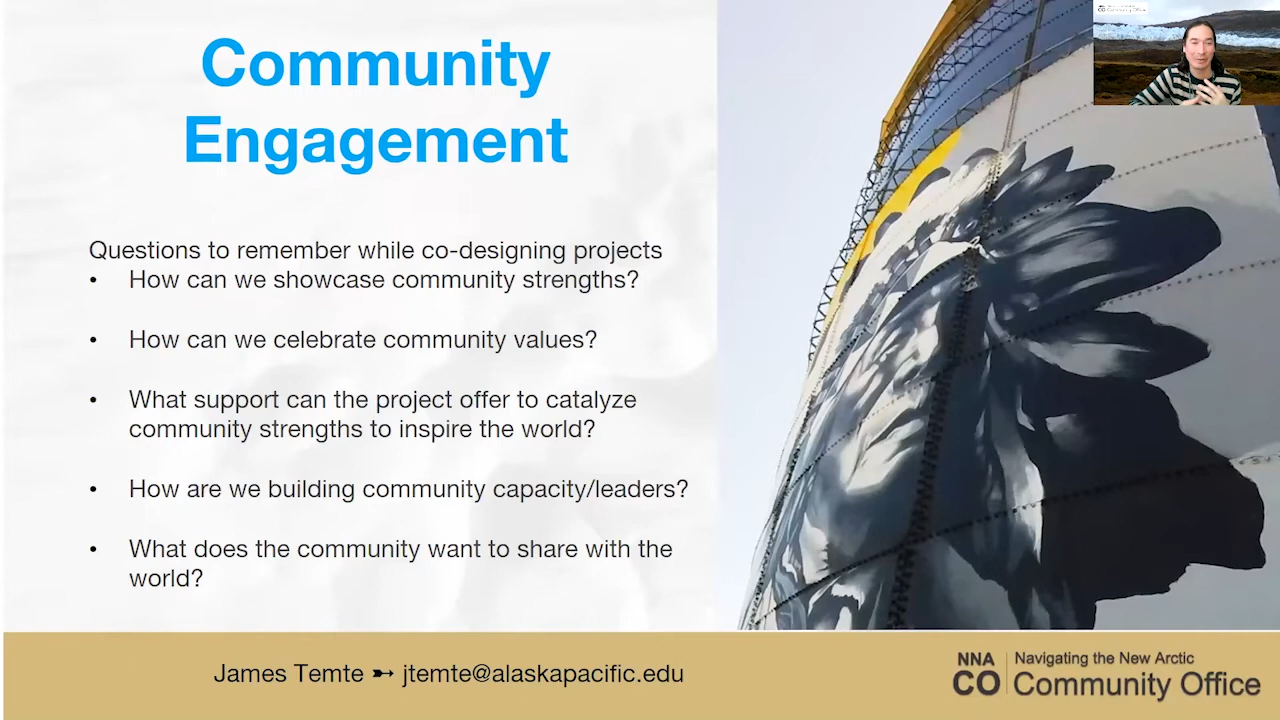 Community
Engagement
Questions to remember while co-designing projects
• How can we showcase community strengths?
• How can we celebrate community values?
• What support can the project offer to catalyze
community strengths to inspire the world?
• How are we building community capacity/leaders?
• What does the community want to share with the
world?
James Temte ➸ jtemte@alaskapacific.edu
NNA
CO
Navigating the New Arctic
Community Office
CO Community Office